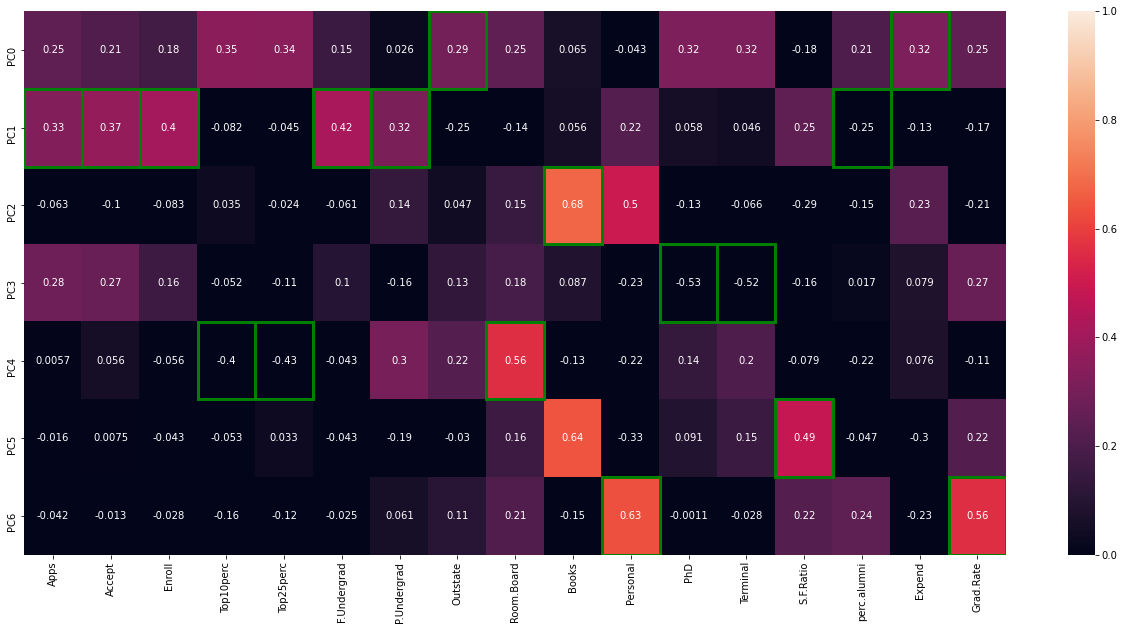 PC0 0.25 0.21 0.18 0.35 0.34 0.15 0.026 0.29 0.25 0.065 -0.043 0.32 0.32 -0.18 0.21 0.32 0.25
PC1 0.33 0.37 0.4 -0.082 -0.045 0.42 0.32 -0.25 -0.14 0.056 0.22 0.058 0.046 0.25 -0.25 -0.13 -0.17
PC2 -0.063 -0.1 -0.083 0.035 -0.024 -0.061 0.14 0.047 0.15 0.68 0.5 -0.13 -0.066 -0.29 -0.15 0.23 -0.21
PC3 0.28 0.27 0.16 -0.052 -0.11 0.1 -0.16 0.13 0.18 0.087 -0.23 -0.53 -0.52 -0.16 0.017 0.079 0.27
PC4 0.0057 0.056 -0.056 -0.4 -0.43 -0.043 0.3 0.22 0.56 -0.13 -0.22 0.14 0.2 -0.079 -0.22 0.076 -0.11
PC5 -0.016 0.0075 -0.043 -0.053 0.033 -0.043 -0.19 -0.03 0.16 0.64 -0.33 0.091 0.15 0.49 -0.047 -0.3 0.22
PC6 -0.042 -0.013 -0.028 -0.16 -0.12 -0.025 0.061 0.11 0.21 -0.15 0.63 -0.0011 -0.028 0.22 0.24 -0.23 0.56
Apps Accept Enroll Top10perc Top25perc F.Undergrad P.Undergrad Outstate Room.Board Books Personal PhD Terminal S.F.Ratio perc.alumni Expend Grad.Rate
1.0
0.8
0.6
0.4
0.2
0.0